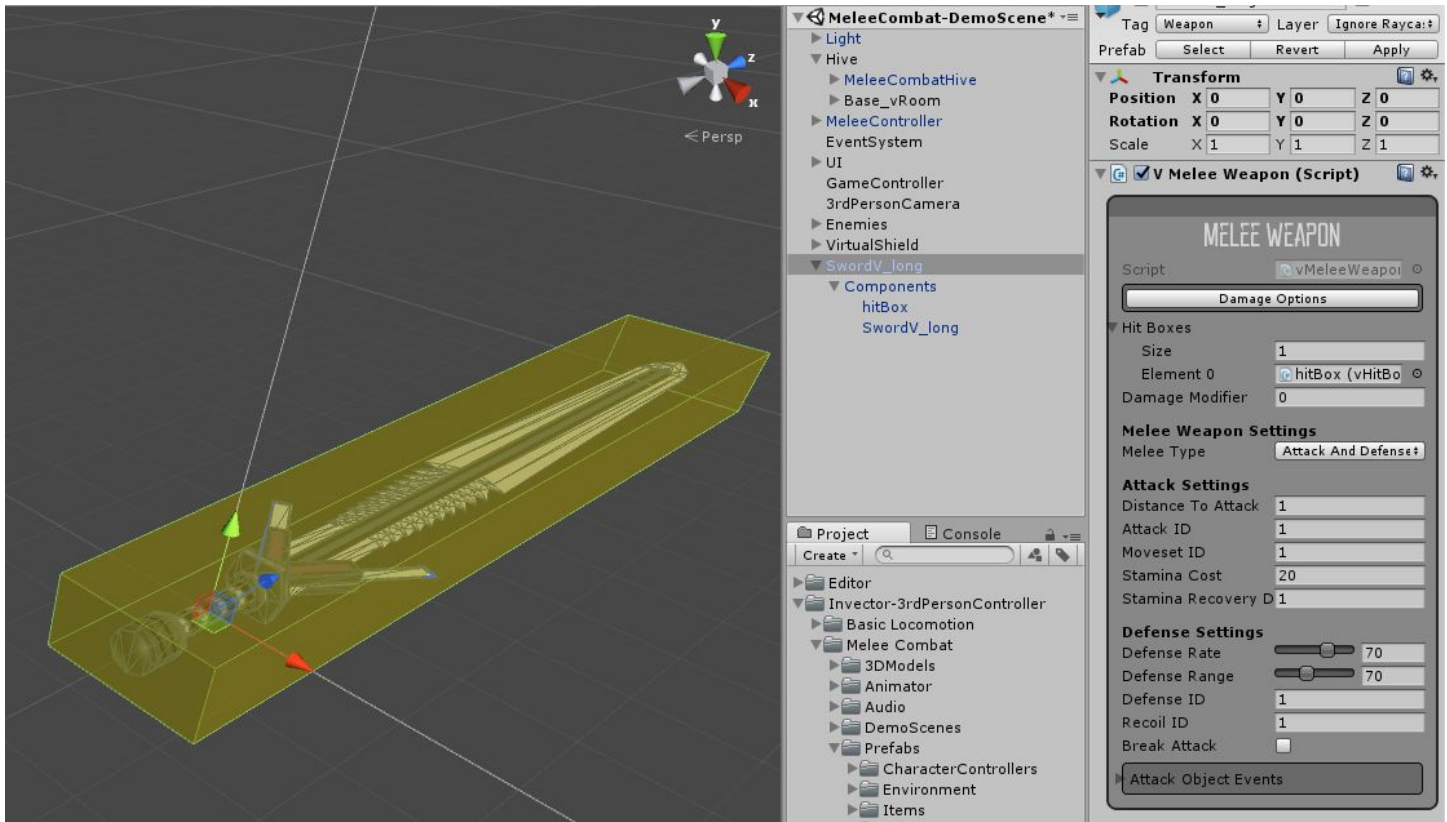 y
z
x
Persp
MeleeCombat-DemoScene*
Light
Hive
MeleeCombatHive
Base_vRoom
MeleeController
EventSystem
UI
GameController
3rdPersonCamera
Enemies
VirtualShield
SwordV_long
Components
hitBox
SwordV_long
Project Console
Create
Editor
Invector-3rdPersonController
Basic Locomotion
Melee Combat
3DModels
Animator
Audio
DemoScenes
Prefabs
CharacterControllers
Environment
Items
Tag Weapon Layer Ignore Rayca
Prefab Select Revert Apply
Transform
Position X 0 Y 0 Z 0
Rotation X 0 Y 0 Z 0
Scale X 1 Y 1 Z 1
V Melee Weapon (Script)
MELEE WEAPON
Script vMeleeWeapo
Damage Options
Hit Boxes
Size 1
Element 0 hitBox (vHitBo
Damage Modifier 0
Melee Weapon Settings
Melee Type Attack And Defense
Attack Settings
Distance To Attack 1
Attack ID 1
Moveset ID 1
Stamina Cost 20
Stamina Recovery D 1
Defense Settings
Defense Rate 70
Defense Range 70
Defense ID 1
Recoil ID 1
Break Attack
Attack Object Events